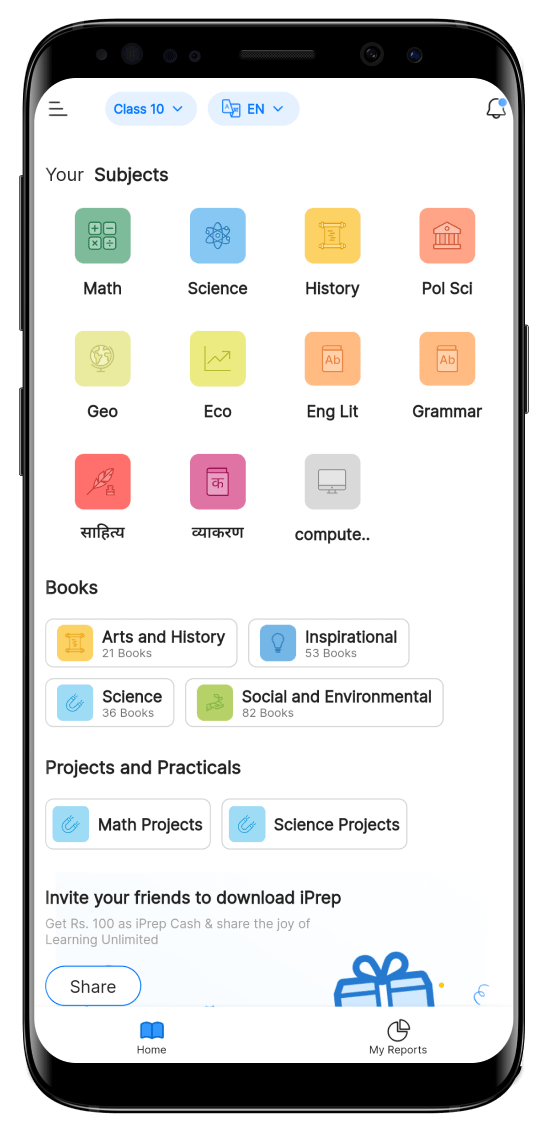 Class 10
EN
Your Subjects
Math Science History Pol Sci
Ab Ab
Geo Eco Eng Lit Grammar
क
साहित्य व्याकरण compute..
Books
Arts and History Inspirational
21 Books 53 Books
Science Social and Environmental
36 Books 82 Books
Projects and Practicals
Math Projects Science Projects
Invite your friends to download iPrep
Get Rs. 100 as iPrep Cash & share the joy of
Learning Unlimited
Share
Home My Reports